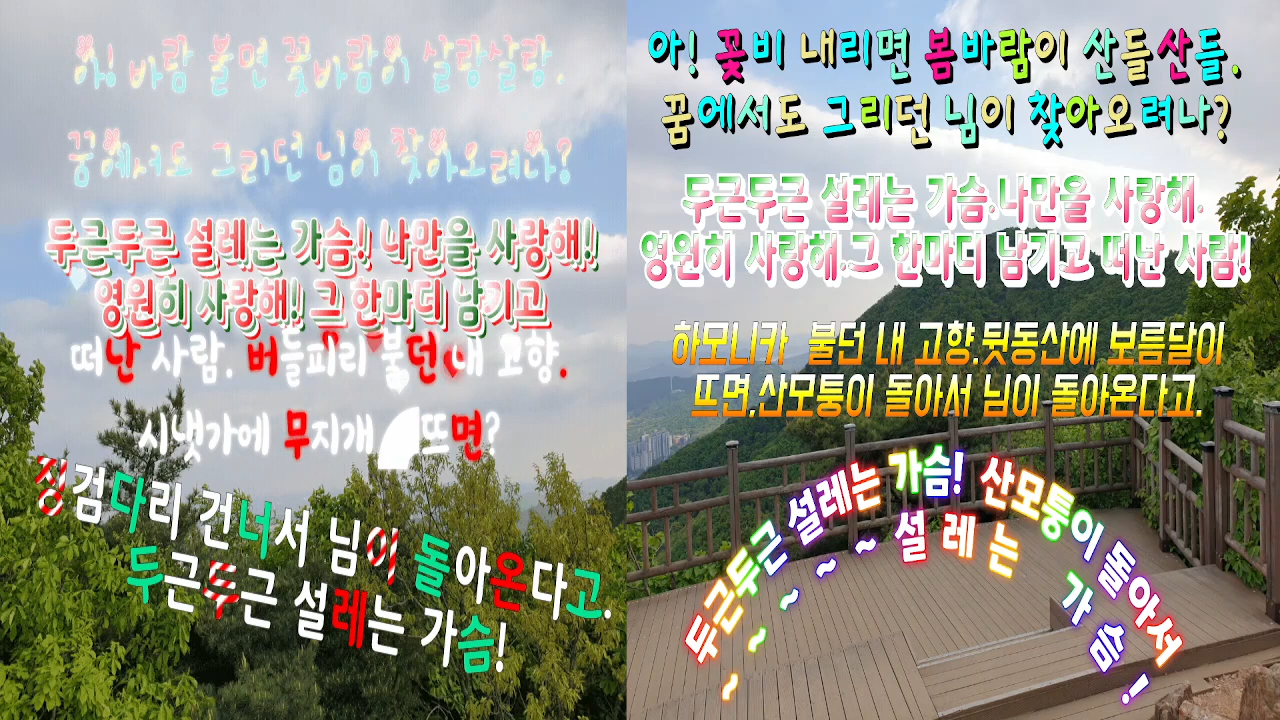 아! 바람 불면 꽃바람이 살랑살랑.
꿈에서도 그리던 님이 찾아오려나?
두근두근 설레는 가슴! 나만을 사랑해!
영원히 사랑해! 그 한마디 남기고
떠난 사람. 버들피리 불던 내 고향.
시냇가에 무지개 뜨면?
징검다리 건너서 님이 돌아온다고.
두근두근 설레는 가슴!
아! 꽃비 내리면 봄바람이 산들산들.
꿈에서도 그리던 님이 찾아오려나?
두근두근 설레는 가슴.나만을 사랑해.
영원히 사랑해.그 한마디 남기고 떠난 사람!
하모니카 불던 내 고향.뒷동산에 보름달이
뜨면,산모퉁이 돌아서 님이 돌아온다고.
두근두근 설레는 가슴! 산모퉁이 돌아서
~ ~ ~ ~ ~ 설 레 는 가 슴 !